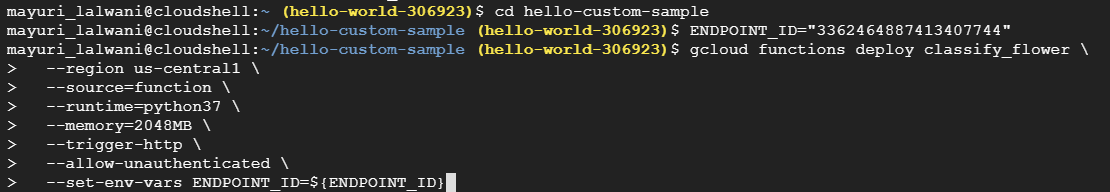 mayuri_lalwani@cloudshell:~ (hello-world-306923)$ cd hello-custom-sample
mayuri_lalwani@cloudshell:~/hello-custom-sample (hello-world-306923)$ ENDPOINT_ID="3362464887413407744"
mayuri_lalwani@cloudshell:~/hello-custom-sample (hello-world-306923)$ gcloud functions deploy classify_flower \
>   --region us-central1 \
>   --source=function \
>   --runtime=python37 \
>   --memory=2048MB \
>   --trigger-http \
>   --allow-unauthenticated \
>   --set-env-vars ENDPOINT_ID=${ENDPOINT_ID}